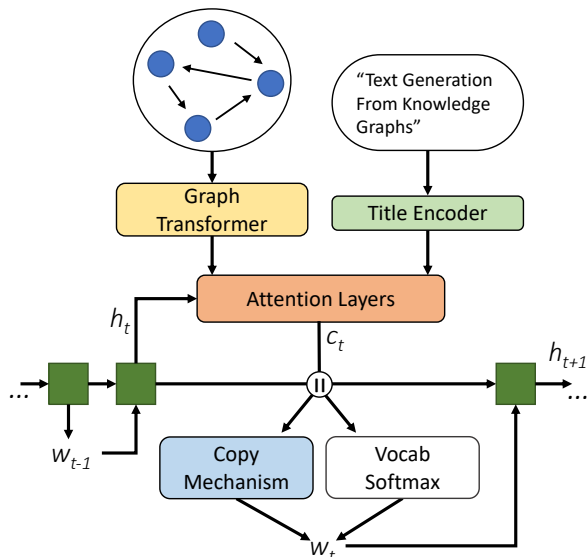 “Text Generation
From Knowledge
Graphs”
Graph
Transformer
Title Encoder
Attention Layers
h_t
c_t
h_{t+1}
...
...
w_{t-1}
Copy
Mechanism
Vocab
Softmax
w_t